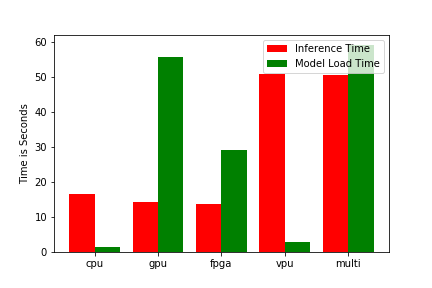 Inference Time
Model Load Time
Time is Seconds
60
50
40
30
20
10
0
cpu
gpu
fpga
vpu
multi